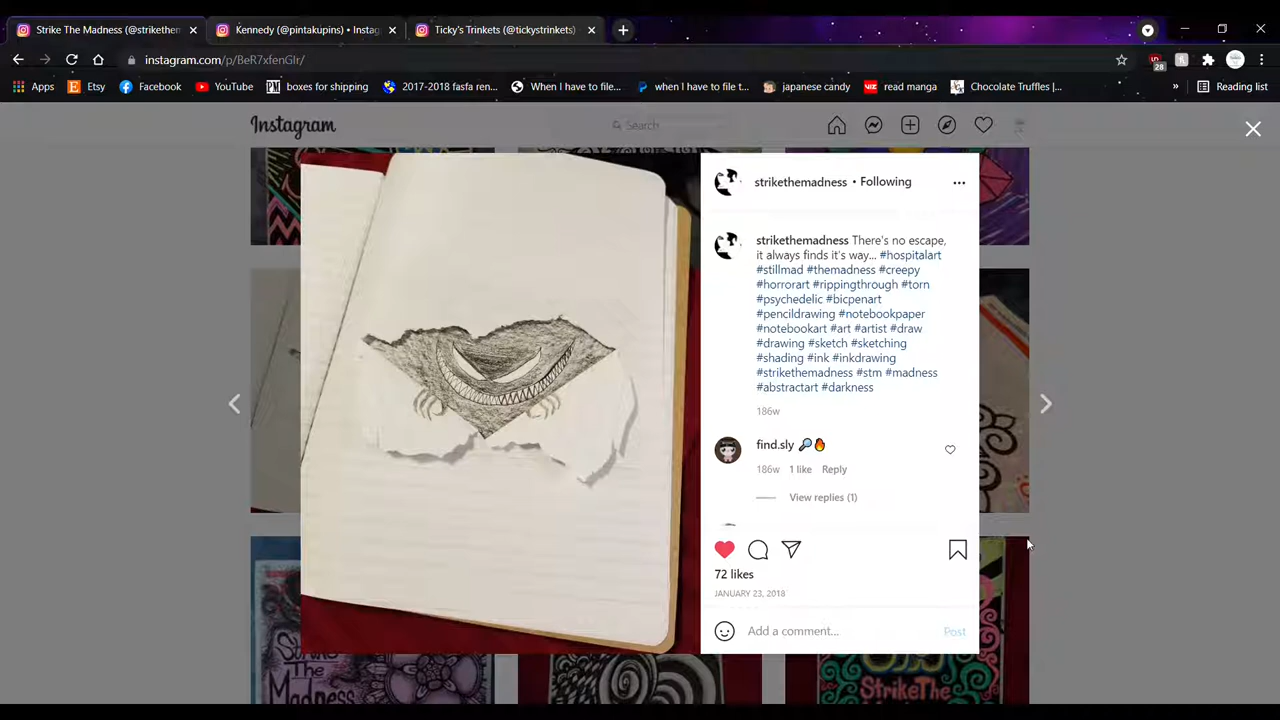 Strike The Madness (@strikethem
Kennedy (@pintakupins) • Instag
Ticky's Trinkets (@tickystrinkets)
instagram.com/p/BeR7xfenGIr/
28
Apps
Etsy
Facebook
YouTube
boxes for shipping
2017-2018 fasfa ren...
When I have to file...
when I have to file t...
japanese candy
read manga
Chocolate Truffles |...
»
Reading list
Instagram
Search
strikethemadness • Following
strikethemadness There's no escape,
it always finds it's way... #hospitalart
#stillmad #themadness #creepy
#horrorart #rippingthrough #torn
#psychedelic #bicpenart
#pencildrawing #notebookpaper
#notebookart #art #artist #draw
#drawing #sketch #sketching
#shading #ink #inkdrawing
#strikethemadness #stm #madness
#abstractart #darkness
186w
find.sly 🔎🔥
186w 1 like Reply
View replies (1)
72 likes
JANUARY 23, 2018
Add a comment...
Post
The
Madness
StrikeThe